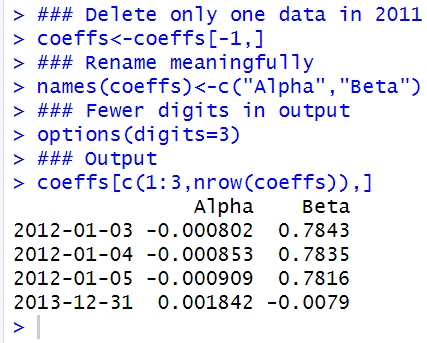 > ### Delete only one data in 2011
> coeffs<-coeffs[-1,]
> ### Rename meaningfully
> names(coeffs)<-c("Alpha","Beta")
> ### Fewer digits in output
> options(digits=3)
> ### Output
> coeffs[c(1:3,nrow(coeffs)),]
               Alpha    Beta
2012-01-03 -0.000802  0.7843
2012-01-04 -0.000853  0.7835
2012-01-05 -0.000909  0.7816
2013-12-31  0.001842 -0.0079
>